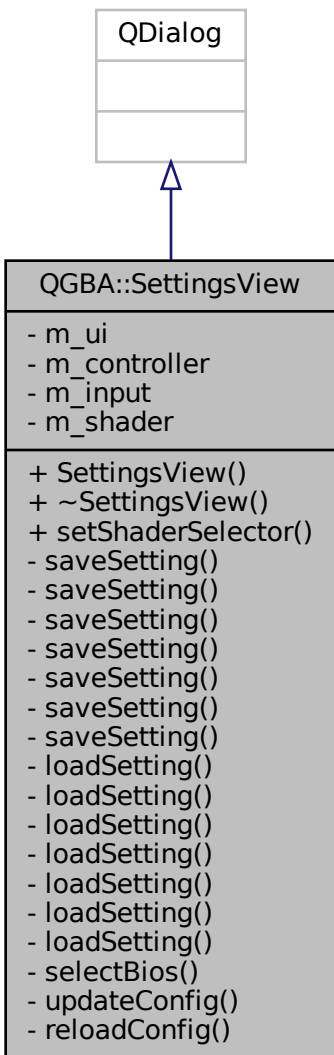 QDialog
QGBA::SettingsView
- m_ui
- m_controller
- m_input
- m_shader
+ SettingsView()
+ ~SettingsView()
+ setShaderSelector()
- saveSetting()
- saveSetting()
- saveSetting()
- saveSetting()
- saveSetting()
- saveSetting()
- saveSetting()
- loadSetting()
- loadSetting()
- loadSetting()
- loadSetting()
- loadSetting()
- loadSetting()
- loadSetting()
- selectBios()
- updateConfig()
- reloadConfig()